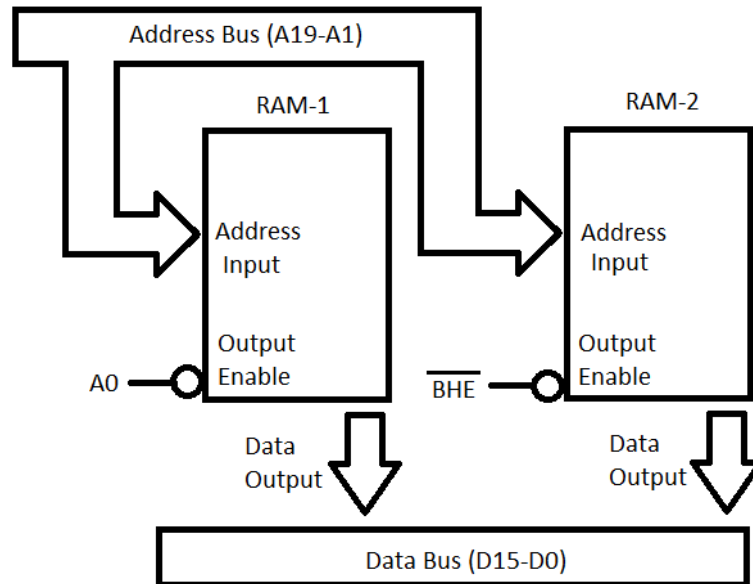 Address Bus (A19-A1)
RAM-1
RAM-2
Address
Input
Output
Enable
A0
Address
Input
Output
Enable
B̅H̅E̅
Data
Output
Data
Output
Data Bus (D15-D0)